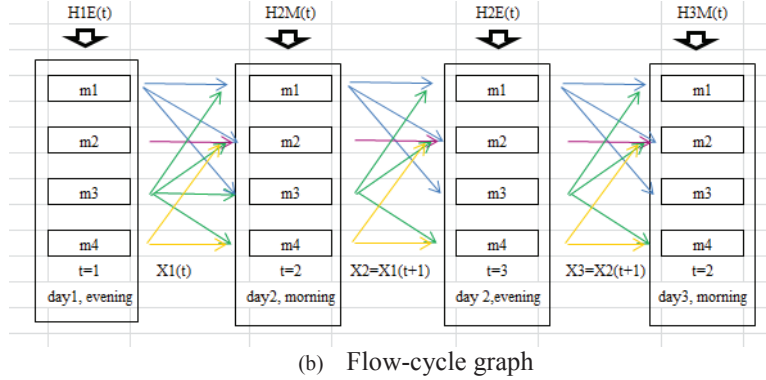 H1E(t) H2M(t) H2E(t) H3M(t)
m1 m1 m1 m1
m2 m2 m2 m2
m3 m3 m3 m3
m4 m4 m4 m4
t=1 X1(t) t=2 X2=X1(t+1) t=3 X3=X2(t+1) t=2
day1, evening day2, morning day 2,evening day3, morning
(b) Flow-cycle graph